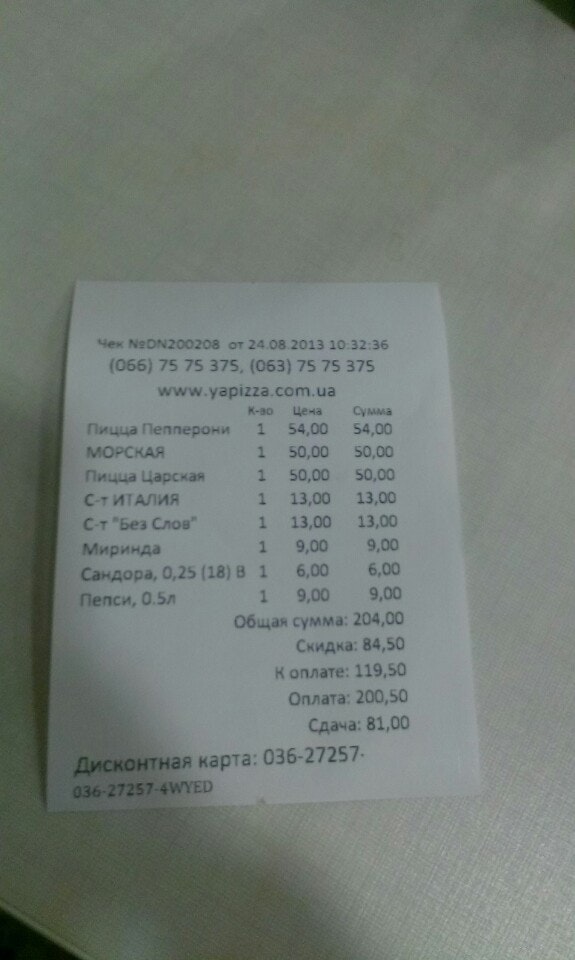 Чек №DN200208 от 24.08.2013 10:32:36
(066) 75 75 375, (063) 75 75 375
www.yapizza.com.ua
К-во Цена Сумма
Пицца Пепперони 1 54,00 54,00
МОРСКАЯ 1 50,00 50,00
Пицца Царская 1 50,00 50,00
С-т ИТАЛИЯ 1 13,00 13,00
С-т "Без Слов" 1 13,00 13,00
Миринда 1 9,00 9,00
Сандора, 0,25 (18) В 1 6,00 6,00
Пепси, 0.5л 1 9,00 9,00
Общая сумма: 204,00
Скидка: 84,50
К оплате: 119,50
Оплата: 200,50
Сдача: 81,00
Дисконтная карта: 036-27257-
036-27257-4WYED